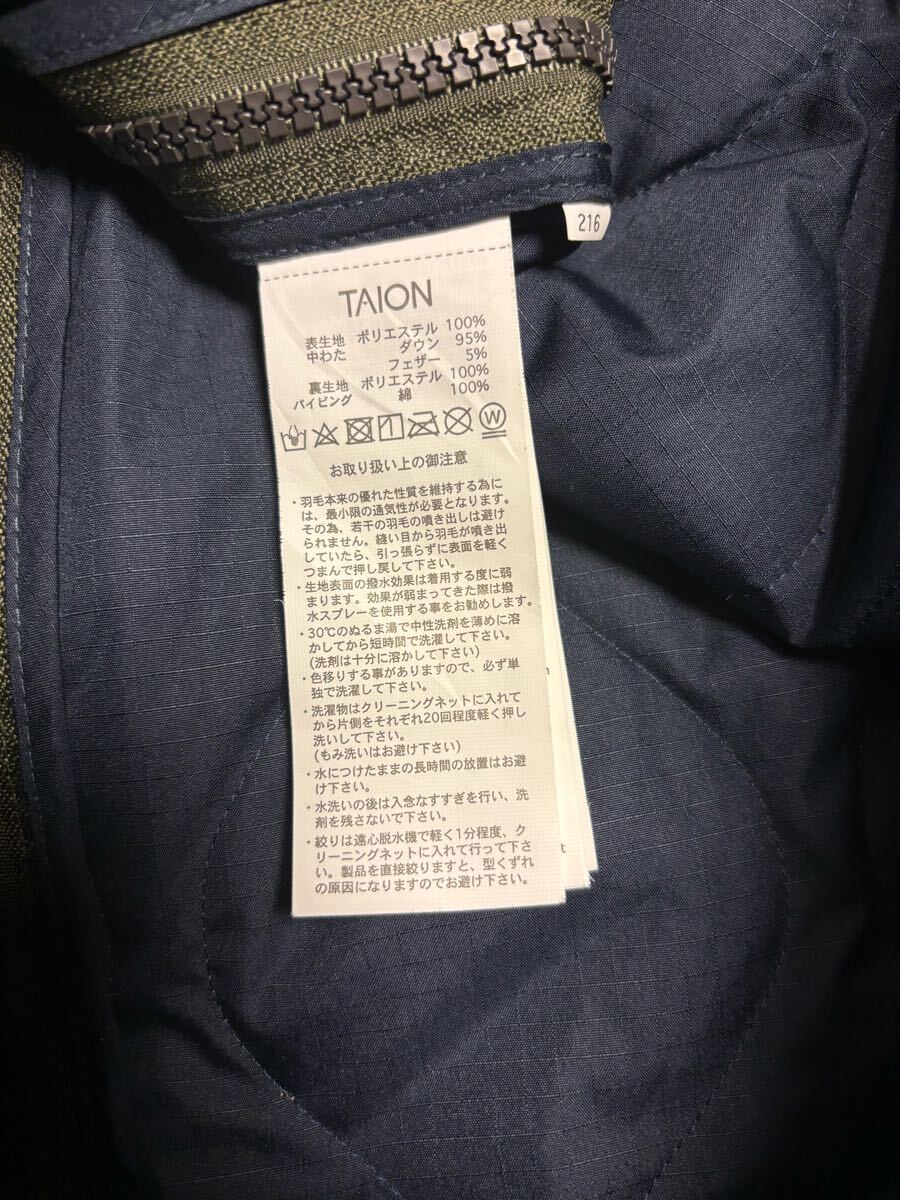 216
TAION
表生地 ポリエステル 100%
中わた ダウン 95%
フェザー 5%
裏生地 ポリエステル 100%
パイピング 綿 100%
W
お取り扱い上の御注意
・羽毛本来の優れた性質を維持する為に
は、最小限の通気性が必要となります。
その為、若干の羽毛の噴き出しは避け
られません。縫い目から羽毛が噴き出
していたら、引っ張らずに表面を軽く
つまんで押し戻して下さい。
・生地表面の撥水効果は着用する度に弱
まります。効果が弱まってきた際は撥
水スプレーを使用する事をお勧めします。
・30℃のぬるま湯で中性洗剤を薄めに溶
かしてから短時間で洗濯して下さい。
(洗剤は十分に溶かして下さい)
・色移りする事がありますので、必ず単
独で洗濯して下さい。
・洗濯物はクリーニングネットに入れて
から片側をそれぞれ20回程度軽く押し
洗いして下さい。
(もみ洗いはお避け下さい)
・水につけたままの長時間の放置はお避
け下さい。
・水洗いの後は入念なすすぎを行い、洗
剤を残さないで下さい。
・絞りは遠心脱水機で軽く1分程度、ク
リーニングネットに入れて行って下さ
い。製品を直接絞りますと、型くずれ
の原因になりますのでお避け下さい。